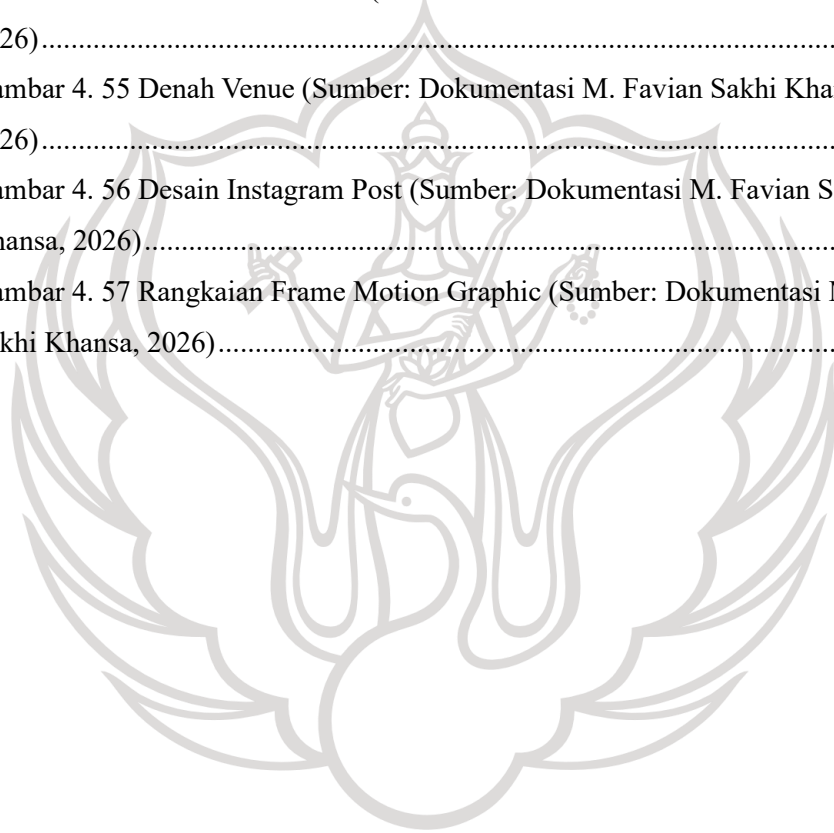 26)................................................................
ambar 4. 55 Denah Venue (Sumber: Dokumentasi M. Favian Sakhi Kha
26)................................................................
ambar 4. 56 Desain Instagram Post (Sumber: Dokumentasi M. Favian S
hansa, 2026)................................................................
ambar 4. 57 Rangkaian Frame Motion Graphic (Sumber: Dokumentasi
khi Khansa, 2026)................................................................